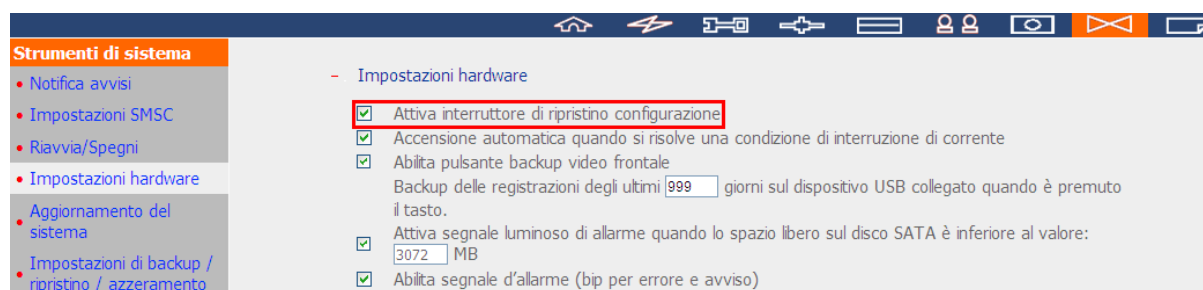 Strumenti di sistema
• Notifica avvisi
• Impostazioni SMSC
• Riavvia/Spegni
• Impostazioni hardware
• Aggiornamento del
sistema
• Impostazioni di backup /
ripristino / azzeramento
– Impostazioni hardware
Attiva interruttore di ripristino configurazione
Accensione automatica quando si risolve una condizione di interruzione di corrente
Abilita pulsante backup video frontale
Backup delle registrazioni degli ultimi 999 giorni sul dispositivo USB collegato quando è premuto
il tasto.
Attiva segnale luminoso di allarme quando lo spazio libero sul disco SATA è inferiore al valore:
3072 MB
Abilita segnale d'allarme (bip per errore e avviso)